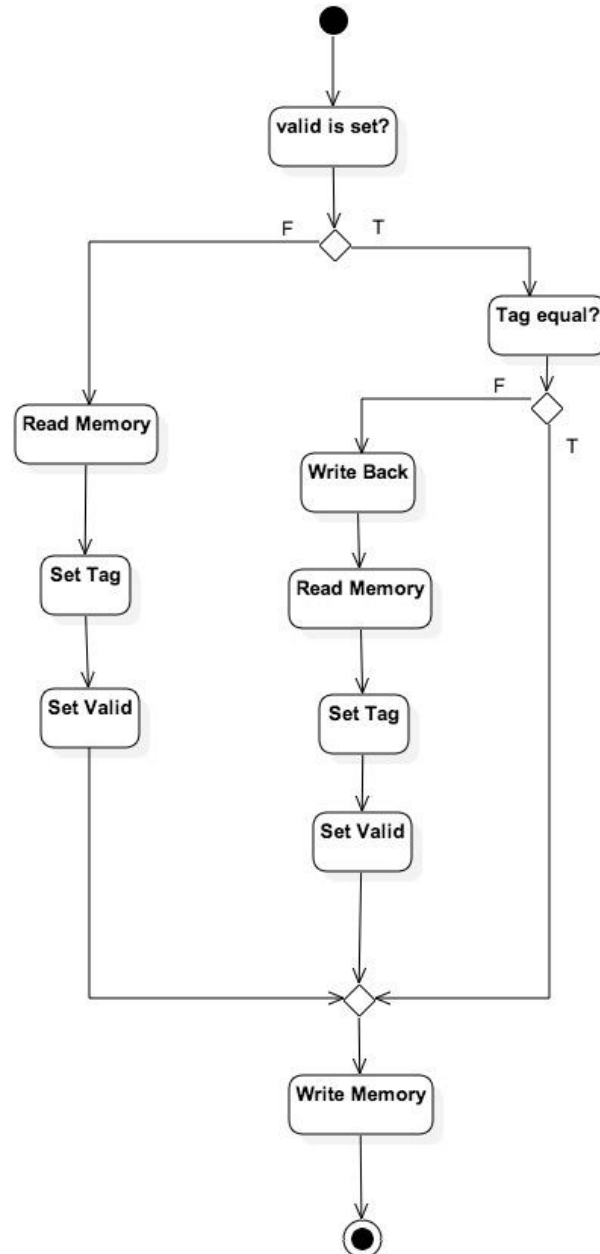 valid is set?
F
T
Tag equal?
F
T
Read Memory
Write Back
Set Tag
Read Memory
Set Valid
Set Tag
Set Valid
Write Memory